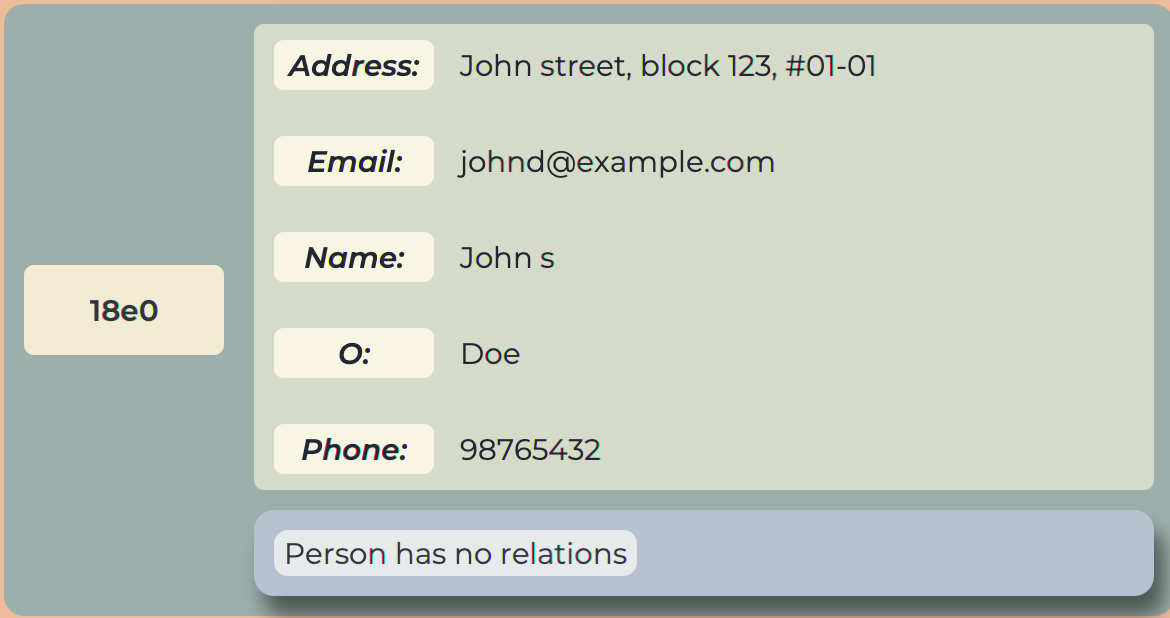 18e0
Address: John street, block 123, #01-01
Email: johnd@example.com
Name: John s
O: Doe
Phone: 98765432
Person has no relations